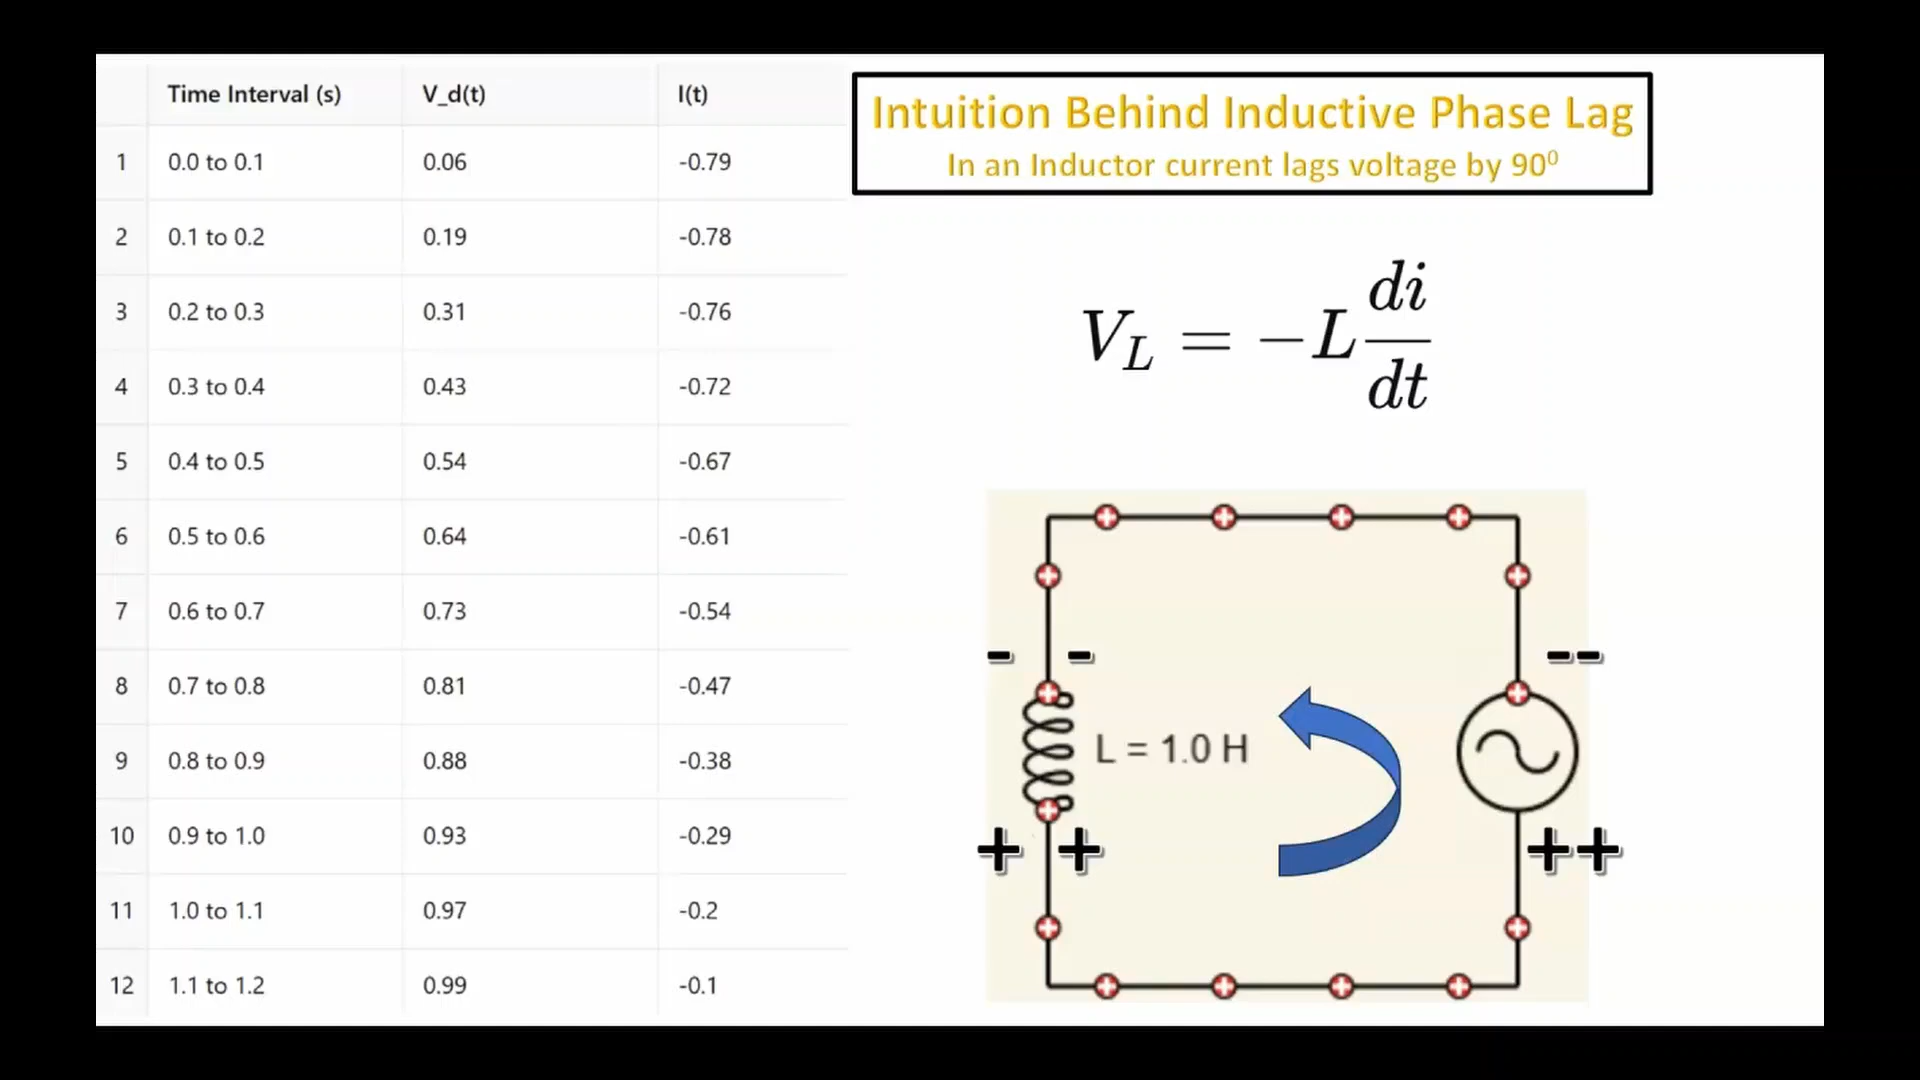 Time Interval (s) V_d(t) I(t)
1 0.0 to 0.1 0.06 -0.79
2 0.1 to 0.2 0.19 -0.78
3 0.2 to 0.3 0.31 -0.76
4 0.3 to 0.4 0.43 -0.72
5 0.4 to 0.5 0.54 -0.67
6 0.5 to 0.6 0.64 -0.61
7 0.6 to 0.7 0.73 -0.54
8 0.7 to 0.8 0.81 -0.47
9 0.8 to 0.9 0.88 -0.38
10 0.9 to 1.0 0.93 -0.29
11 1.0 to 1.1 0.97 -0.2
12 1.1 to 1.2 0.99 -0.1
Intuition Behind Inductive Phase Lag
In an Inductor current lags voltage by 90⁰
V_L = -L di/dt
- - --
L = 1.0 H
+ + ++